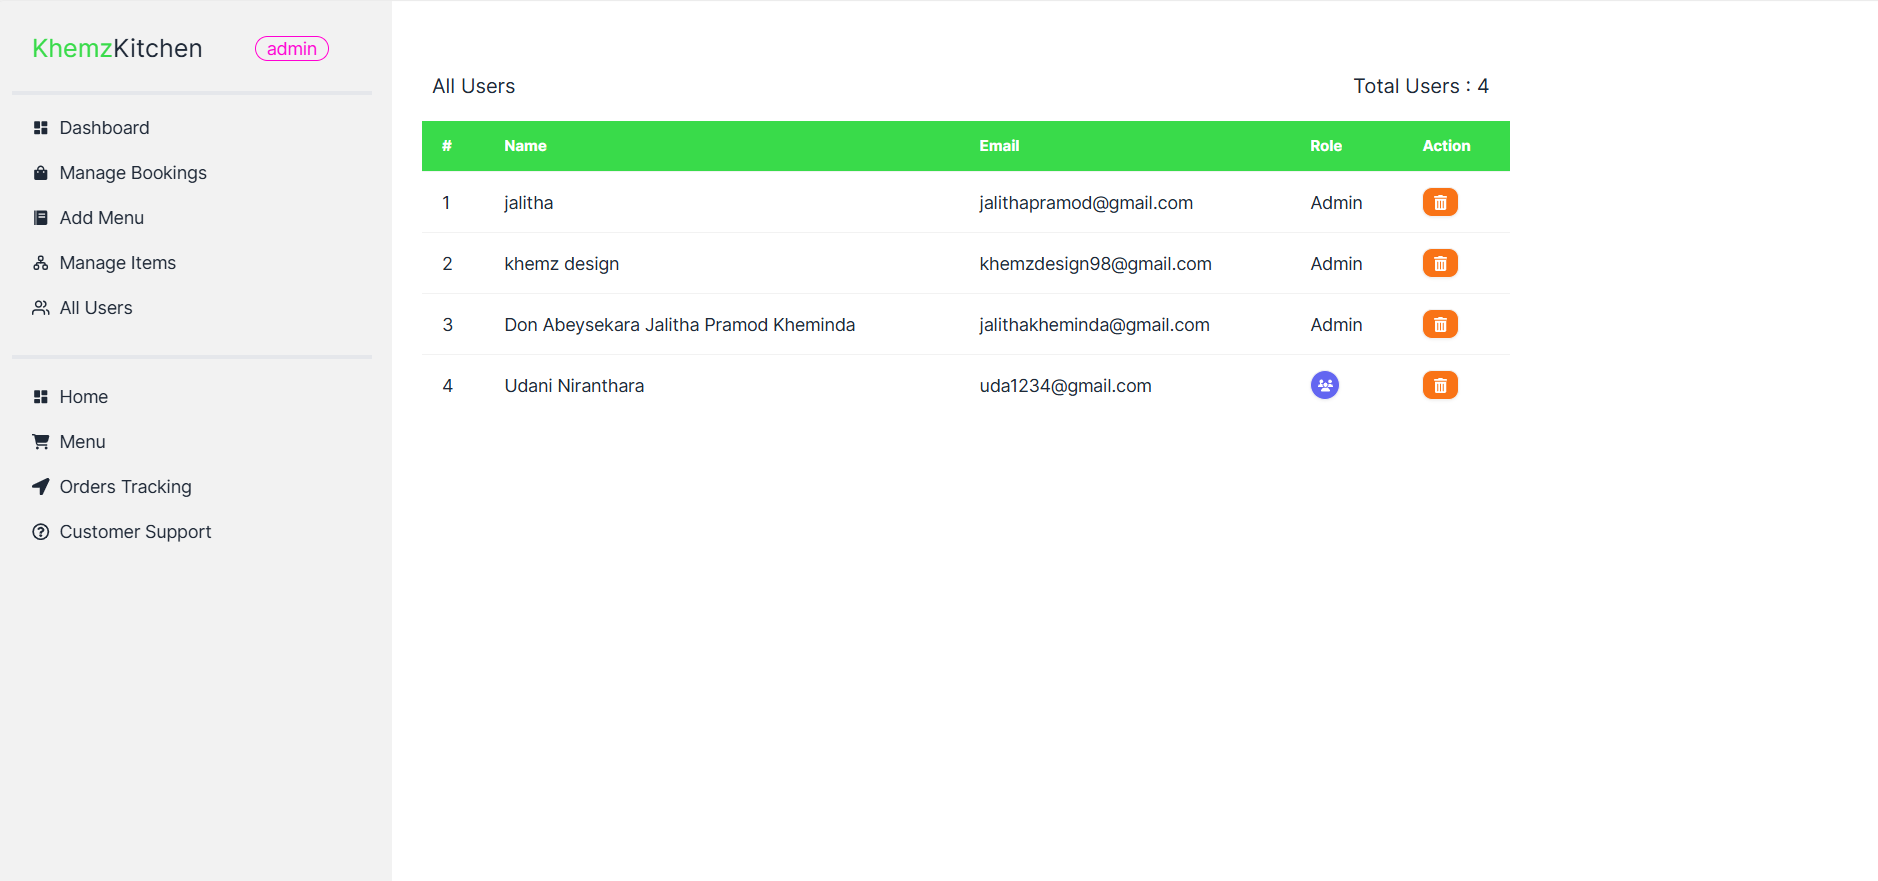 KhemzKitchen admin
Dashboard
Manage Bookings
Add Menu
Manage Items
All Users
Home
Menu
Orders Tracking
Customer Support
All Users Total Users : 4
# Name Email Role Action
1 jalitha jalithapramod@gmail.com Admin
2 khemz design khemzdesign98@gmail.com Admin
3 Don Abeysekara Jalitha Pramod Kheminda jalithakheminda@gmail.com Admin
4 Udani Niranthara uda1234@gmail.com